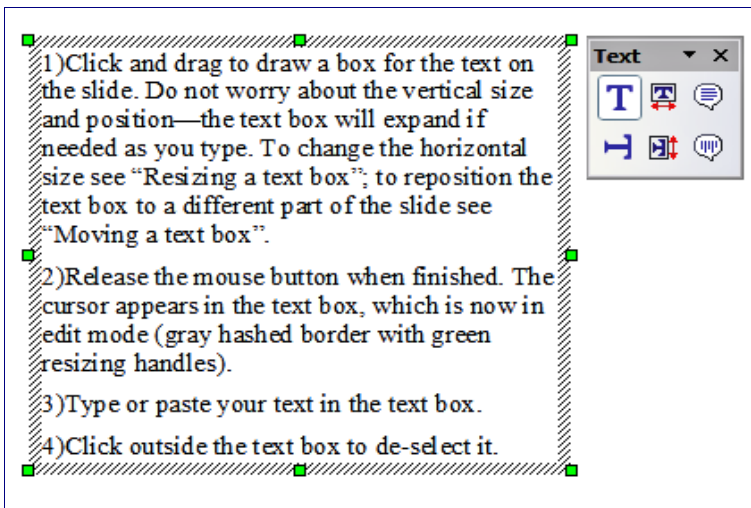 1)Click and drag to draw a box for the text on
the slide. Do not worry about the vertical size
and position—the text box will expand if
needed as you type. To change the horizontal
size see “Resizing a text box”; to reposition the
text box to a different part of the slide see
“Moving a text box”.
2)Release the mouse button when finished. The
cursor appears in the text box, which is now in
edit mode (gray hashed border with green
resizing handles).
3)Type or paste your text in the text box.
4)Click outside the text box to de-select it.
Text